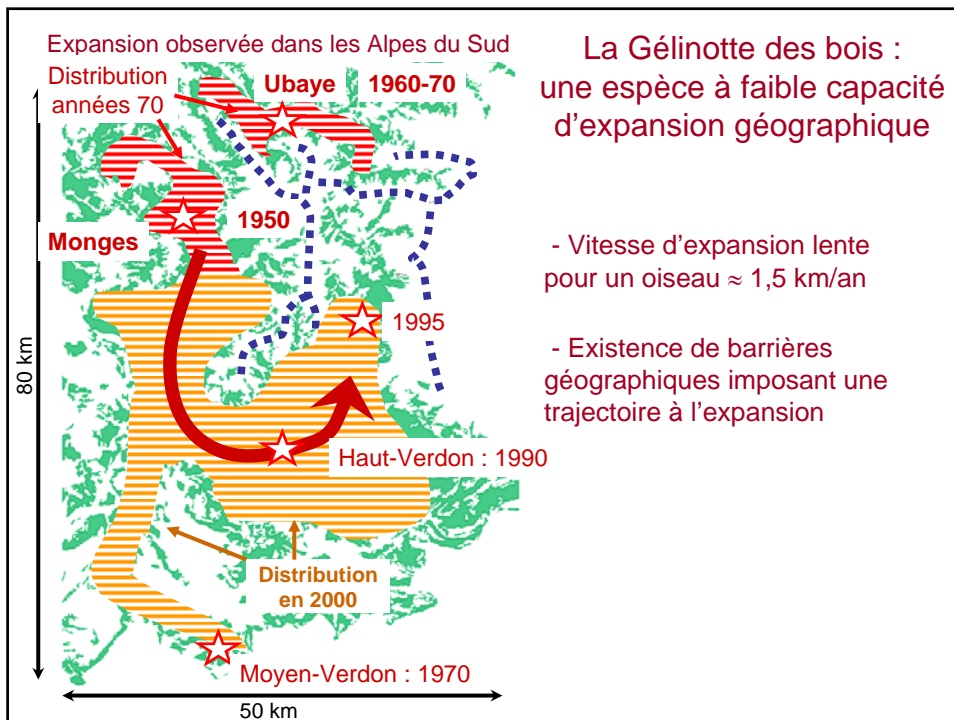 Expansion observée dans les Alpes du Sud
Distribution
années 70
Ubaye
1960-70
Monges
1950
1995
Haut-Verdon : 1990
Distribution
en 2000
Moyen-Verdon : 1970
80 km
50 km
La Gélinotte des bois :
une espèce à faible capacité
d'expansion géographique
- Vitesse d'expansion lente
pour un oiseau ≈ 1,5 km/an
- Existence de barrières
géographiques imposant une
trajectoire à l'expansion